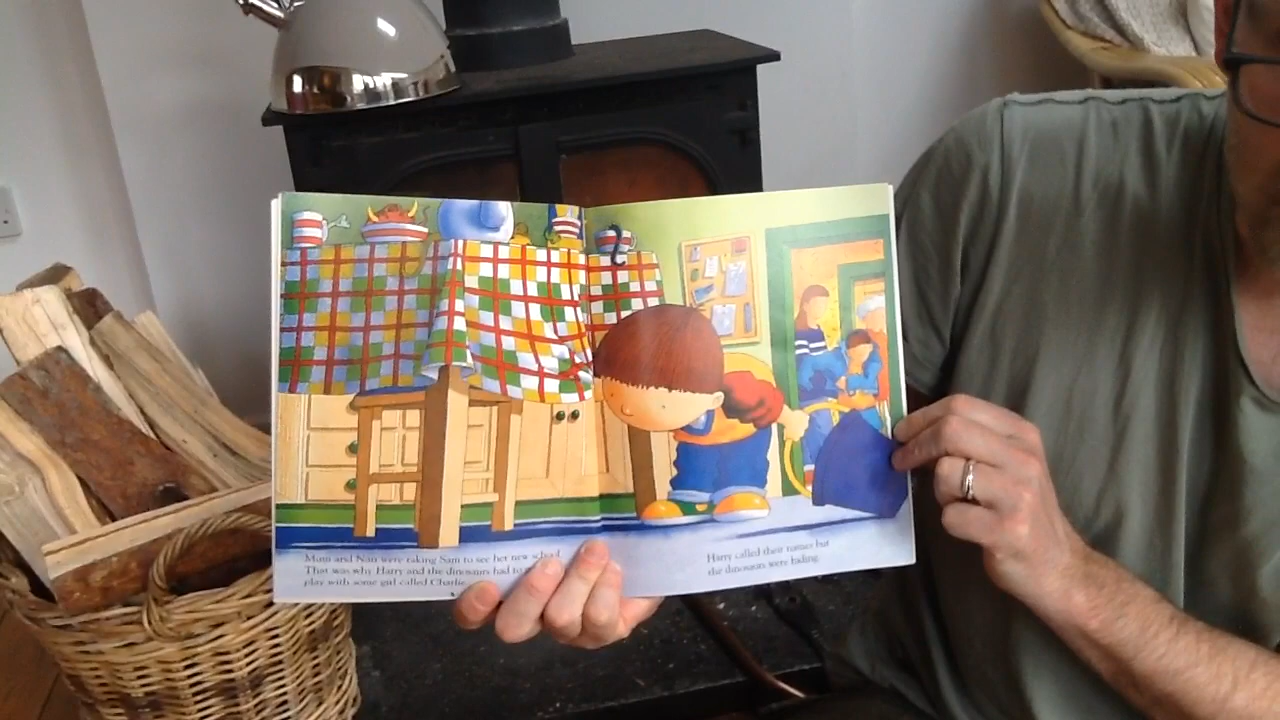 Mum and Nan were taking Sam to see her new school.
That was why Harry and the dinosaurs had to
play with some girl called Charlie.
Harry called their names but
the dinosaurs were hiding.